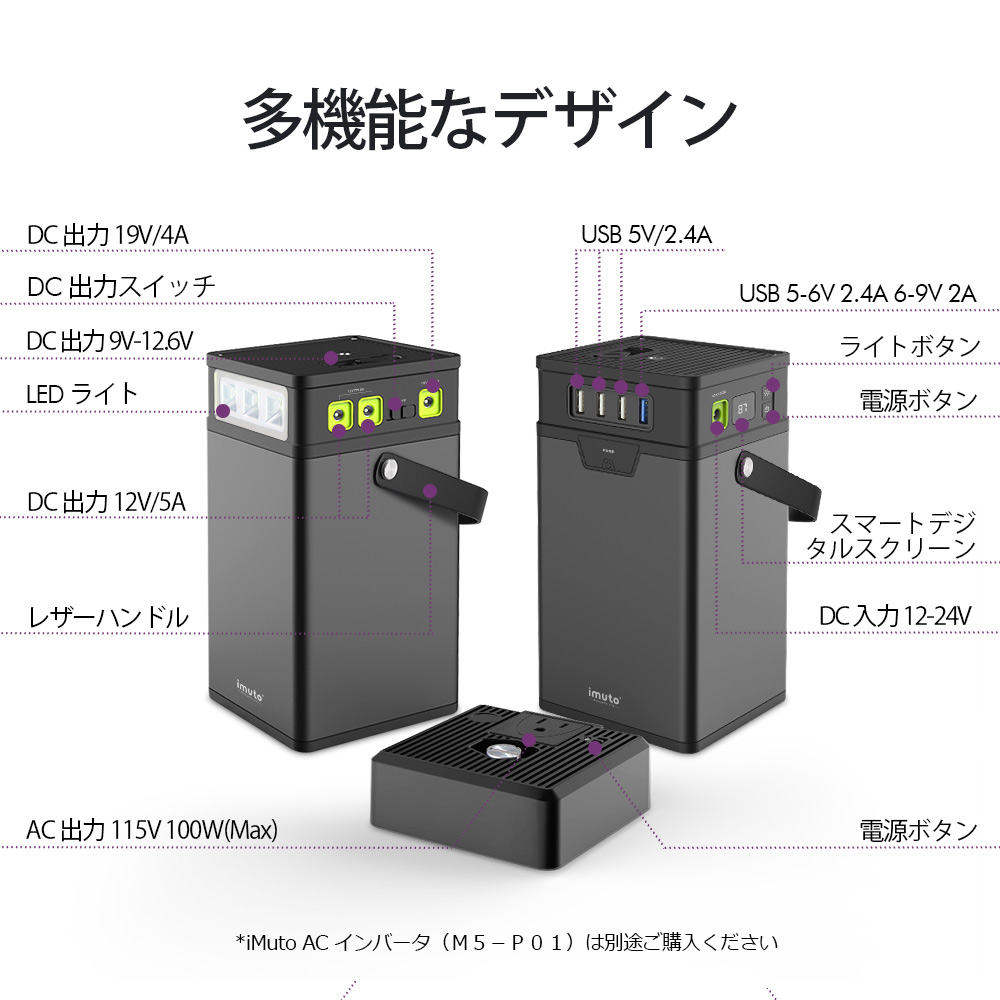 多機能なデザイン
DC 出力 19V/4A
DC 出力スイッチ
DC 出力 9V-12.6V
LED ライト
DC 出力 12V/5A
レザーハンドル
USB 5V/2.4A
USB 5-6V 2.4A 6-9V 2A
ライトボタン
電源ボタン
87
スマートデジ
タルスクリーン
DC 入力 12-24V
imuto
imuto
AC 出力 115V 100W(Max)
電源ボタン
*iMuto AC インバータ（Ｍ５－Ｐ０１）は別途ご購入ください